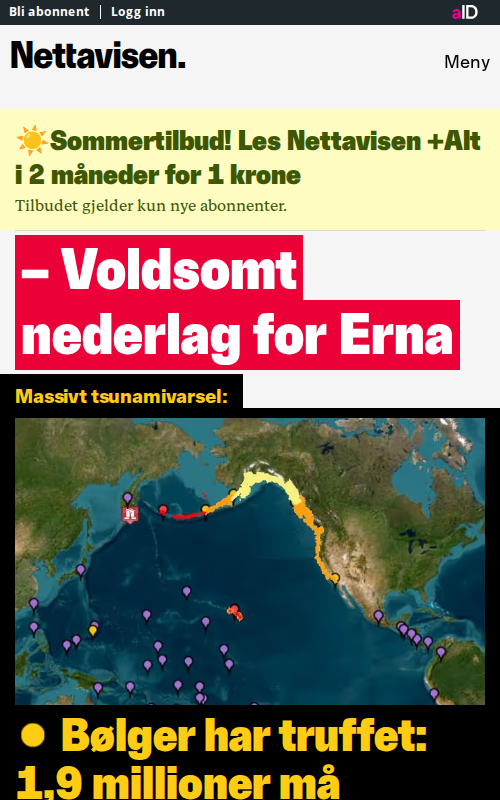 Bli abonnent
Logg inn
aID
Nettavisen.
Meny
Sommertilbud! Les Nettavisen +Alt
i 2 måneder for 1 krone
Tilbudet gjelder kun nye abonnenter.
– Voldsomt
nederlag for Erna
Massivt tsunamivarsel:
Bølger har truffet:
1,9 millioner må